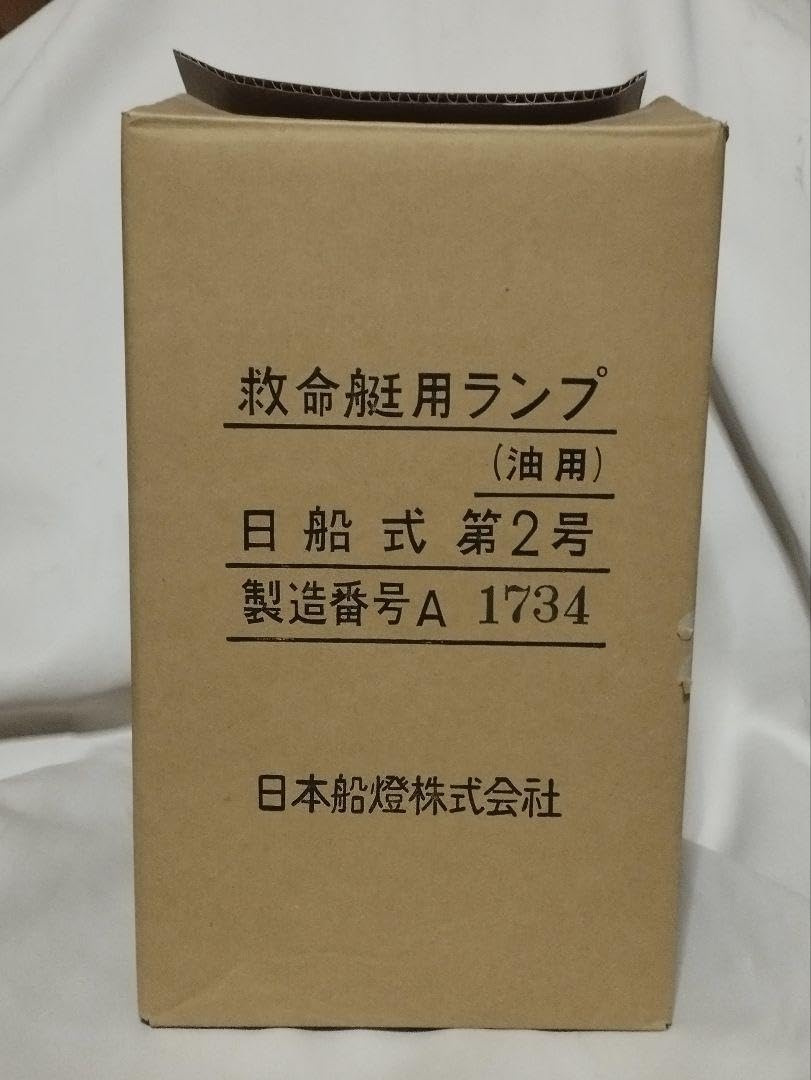 救命艇用ランプ
(油用)
日船式 第2号
製造番号A 1734
日本船燈株式会社